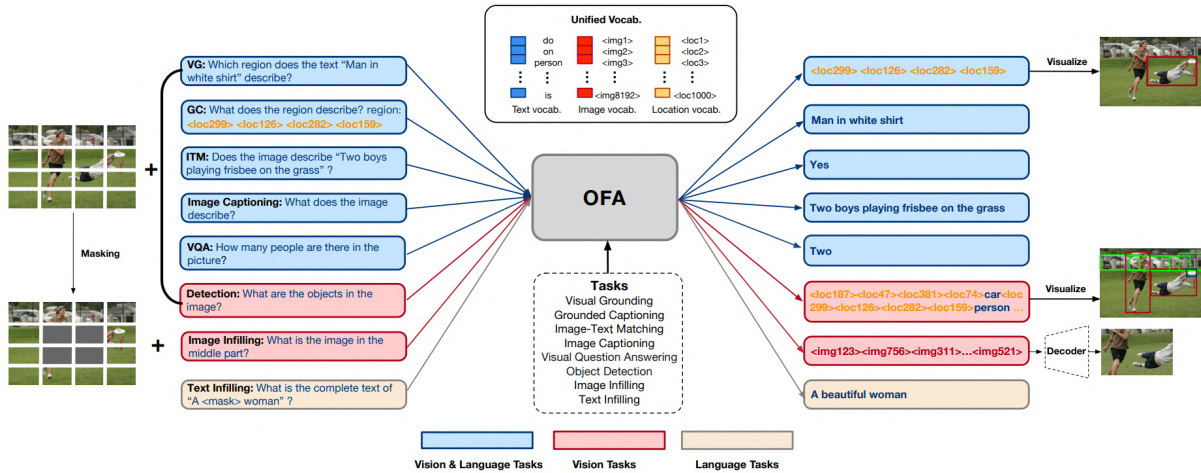 Unified Vocab.
do
on
person
is
Text vocab.
<img1>
<img2>
<img3>
<img8192>
Image vocab.
<loc1>
<loc2>
<loc3>
<loc1000>
Location vocab.
VG: Which region does the text “Man in
white shirt” describe?
GC: What does the region describe? region:
<loc299> <loc126> <loc282> <loc159>
ITM: Does the image describe “Two boys
playing frisbee on the grass” ?
Image Captioning: What does the image
describe?
VQA: How many people are there in the
picture?
Detection: What are the objects in the
image?
Image Infilling: What is the image in the
middle part?
Text Infilling: What is the complete text of
“A <mask> woman” ?
+
+
Masking
OFA
Tasks
Visual Grounding
Grounded Captioning
Image-Text Matching
Image Captioning
Visual Question Answering
Object Detection
Image Infilling
Text Infilling
<loc299> <loc126> <loc282> <loc159>
Visualize
Man in white shirt
Yes
Two boys playing frisbee on the grass
Two
<loc187><loc47><loc381><loc74>car<loc
299><loc126><loc282><loc159>person ...
Visualize
<img123><img756><img311>...<img521>
Decoder
A beautiful woman
Vision & Language Tasks
Vision Tasks
Language Tasks